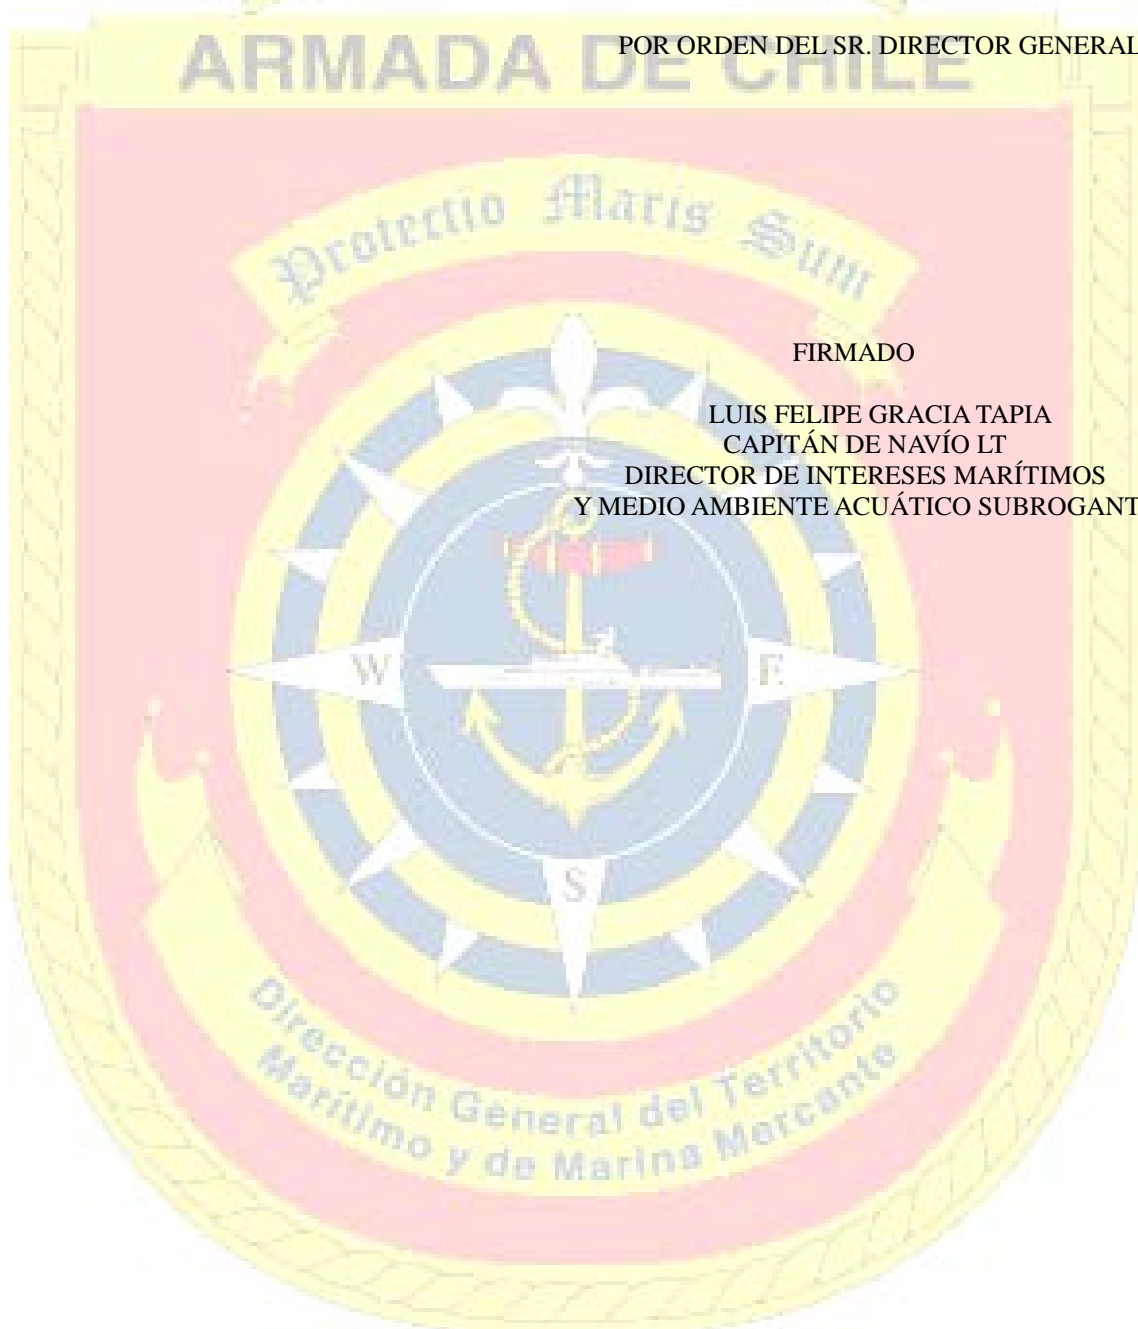 POR ORDEN DEL SR. DIRECTOR GENERAL
ARMADA DE CHILE
Protectio Maris Sum
FIRMADO
LUIS FELIPE GRACIA TAPIA
CAPITÁN DE NAVÍO LT
DIRECTOR DE INTERESES MARÍTIMOS
Y MEDIO AMBIENTE ACUÁTICO SUBROGANT
W
E
S
Dirección General del Territorio
Marítimo y de Marina Mercante